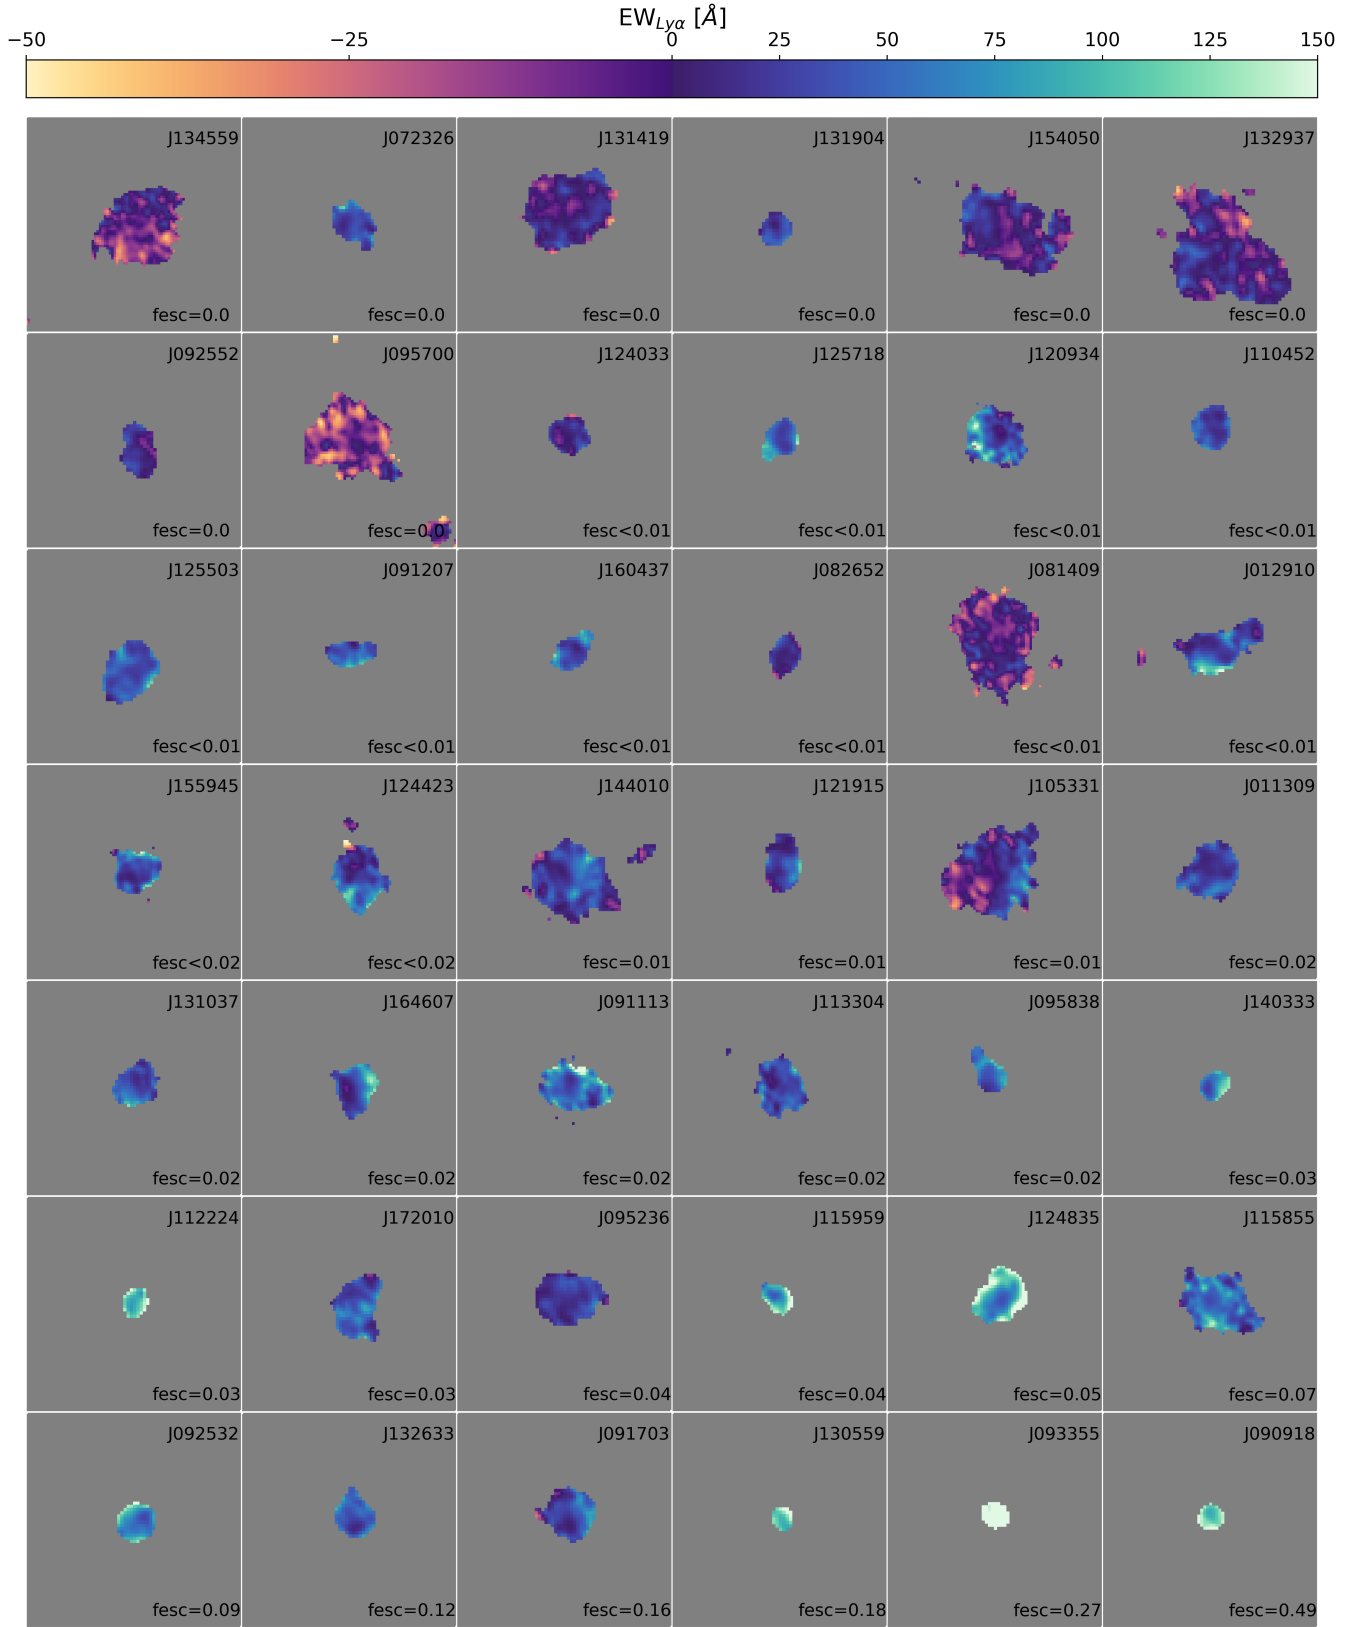 EW_{Lyα} [Å]
−50 −25 0 25 50 75 100 125 150
J134559 J072326 J131419 J131904 J154050 J132937
fesc=0.0 fesc=0.0 fesc=0.0 fesc=0.0 fesc=0.0 fesc=0.0
J092552 J095700 J124033 J125718 J120934 J110452
fesc=0.0 fesc=0.0 fesc<0.01 fesc<0.01 fesc<0.01 fesc<0.01
J125503 J091207 J160437 J082652 J081409 J012910
fesc<0.01 fesc<0.01 fesc<0.01 fesc<0.01 fesc<0.01 fesc<0.01
J155945 J124423 J144010 J121915 J105331 J011309
fesc<0.02 fesc<0.02 fesc=0.01 fesc=0.01 fesc=0.01 fesc=0.02
J131037 J164607 J091113 J113304 J095838 J140333
fesc=0.02 fesc=0.02 fesc=0.02 fesc=0.02 fesc=0.02 fesc=0.03
J112224 J172010 J095236 J115959 J124835 J115855
fesc=0.03 fesc=0.03 fesc=0.04 fesc=0.04 fesc=0.05 fesc=0.07
J092532 J132633 J091703 J130559 J093355 J090918
fesc=0.09 fesc=0.12 fesc=0.16 fesc=0.18 fesc=0.27 fesc=0.49